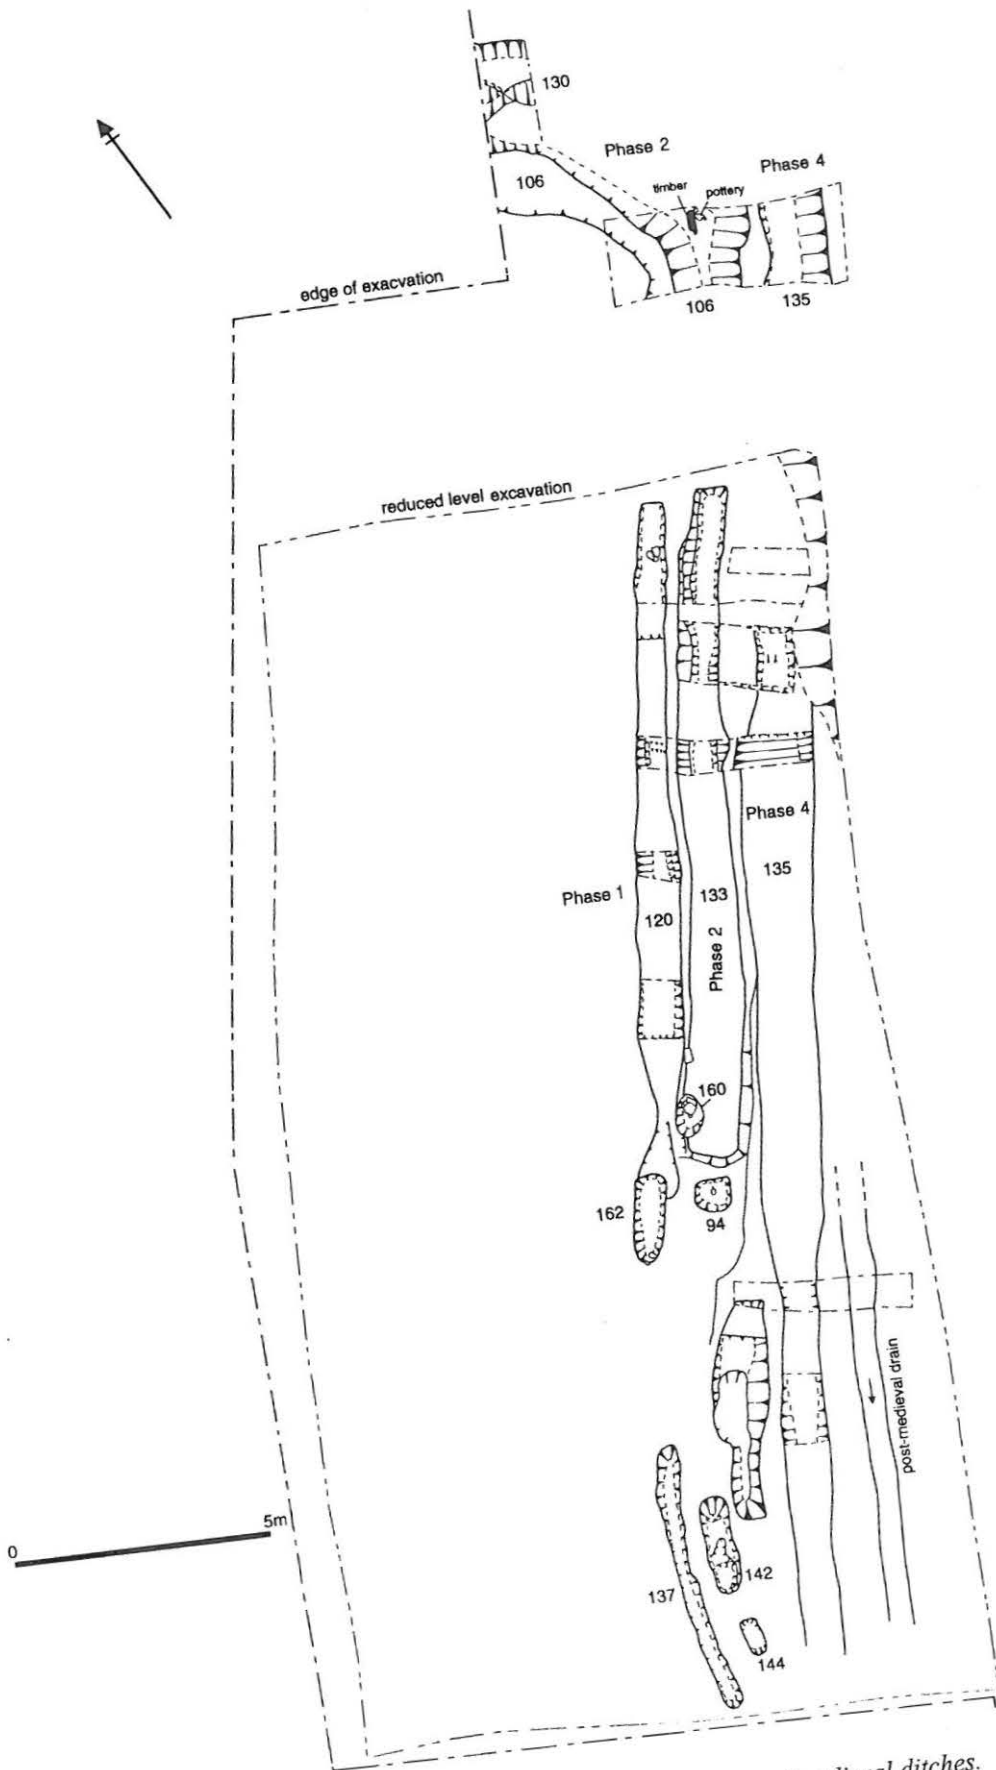 130
Phase 2
Phase 4
106
timber
pottery
edge of exacvation
106
135
reduced level excavation
Phase 4
135
Phase 1
133
120
Phase 2
160
162
94
post-medieval drain
0
5m
142
137
144
ditches.